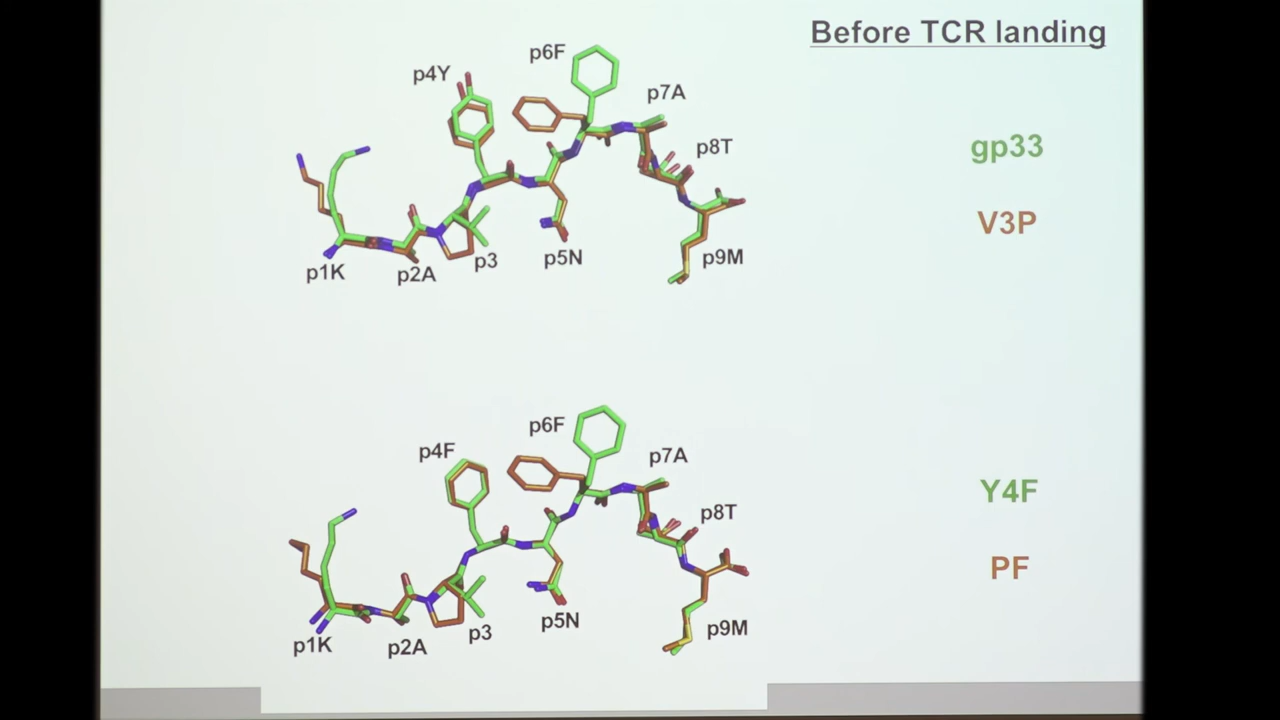 Before TCR landing
p6F
p4Y
p7A
gp33
p8T
V3P
p1K
p2A
p3
p5N
p9M
p6F
p4F
p7A
Y4F
p8T
PF
p1K
p2A
p3
p5N
p9M